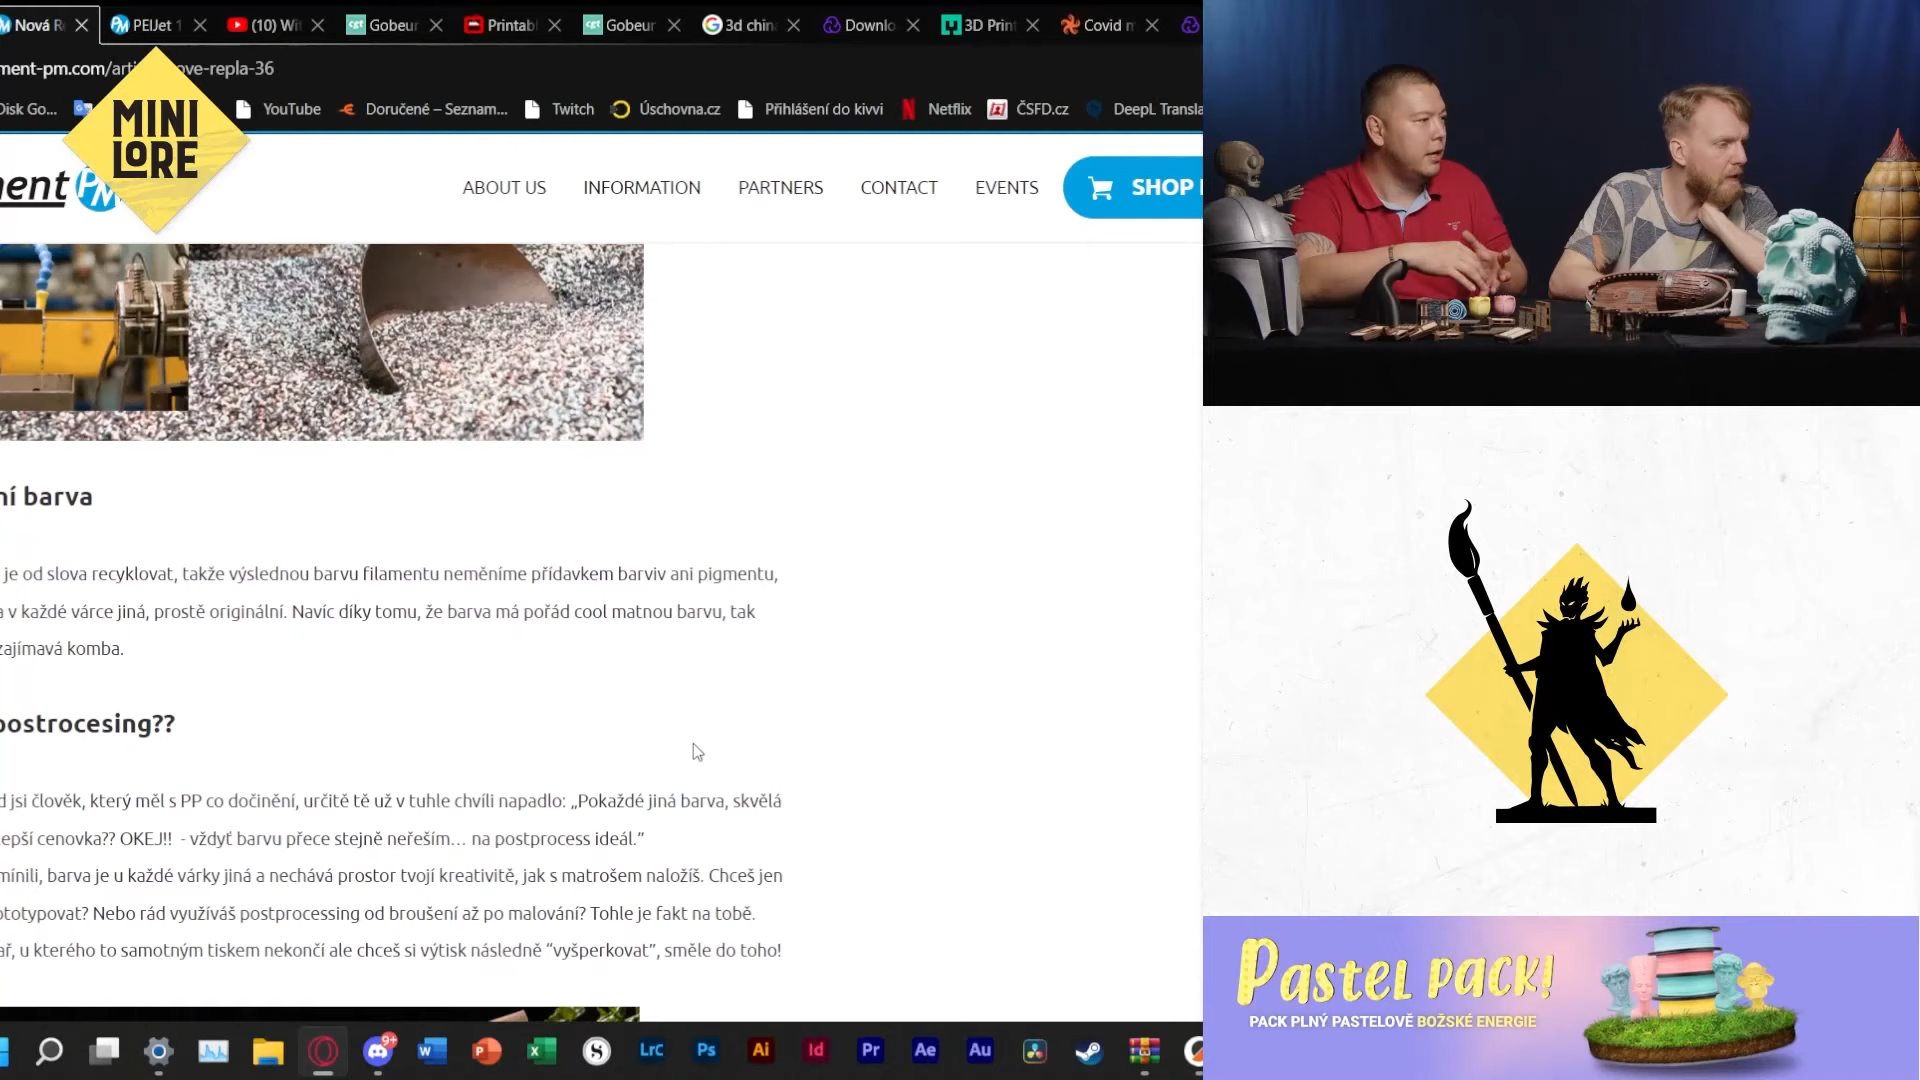 Nová R
PEIJet 1
(10) Wit
Gobeur
Printabl
Gobeur
3d chin
Downlo
3D Print
Covid m
ment-pm.com/arti
ove-repla-36
Disk Go...
YouTube
Doručené – Seznam...
Twitch
Úschovna.cz
Přihlášení do kivvi
Netflix
ČSFD.cz
DeepL Transla
MINI
LORE
ment PM
ABOUT US
INFORMATION
PARTNERS
CONTACT
EVENTS
SHOP
ní barva
je od slova recyklovat, takže výslednou barvu filamentu neměníme přídavkem barviv ani pigmentu,
a v každé várce jiná, prostě originální. Navíc díky tomu, že barva má pořád cool matnou barvu, tak
zajímavá komba.
postrocesing??
d jsi člověk, který měl s PP co dočinění, určitě tě už v tuhle chvíli napadlo: „Pokaždé jiná barva, skvělá
lepší cenovka?? OKEJ!! - vždyť barvu přece stejně neřeším... na postprocess ideál.”
mínili, barva je u každé várky jiná a nechává prostor tvojí kreativitě, jak s matrošem naložíš. Chceš jen
ototypovat? Nebo rád využíváš postprocessing od broušení až po malování? Tohle je fakt na tobě.
ař, u kterého to samotným tiskem nekončí ale chceš si výtisk následně “vyšperkovat”, směle do toho!
9+
LrC
Ps
Ai
Id
Pr
Ae
Au
Pastel pack!
PACK PLNÝ PASTELOVĚ BOŽSKÉ ENERGIE